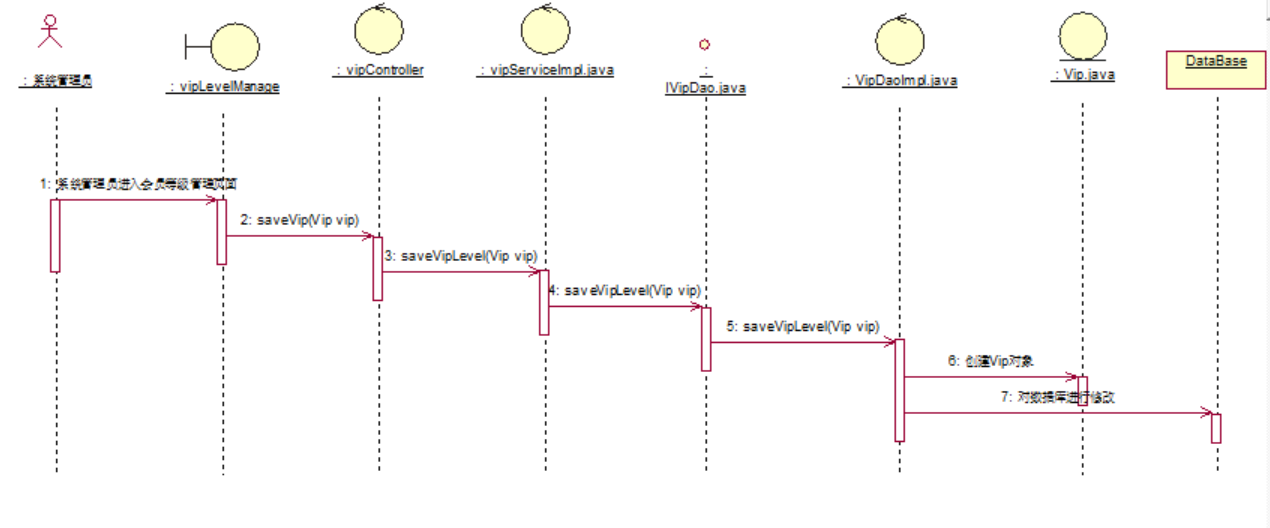 : 系统管理员
: vipLevelManage
: vipController
: vipServiceImpl.java
:
IVipDao.java
: VipDaoImpl.java
: Vip.java
DataBase
1: 系统管理员进入会员等级管理页面
2: saveVip(Vip vip)
3: saveVipLevel(Vip vip)
4: saveVipLevel(Vip vip)
5: saveVipLevel(Vip vip)
6: 创建Vip对象
7: 对数据库进行修改